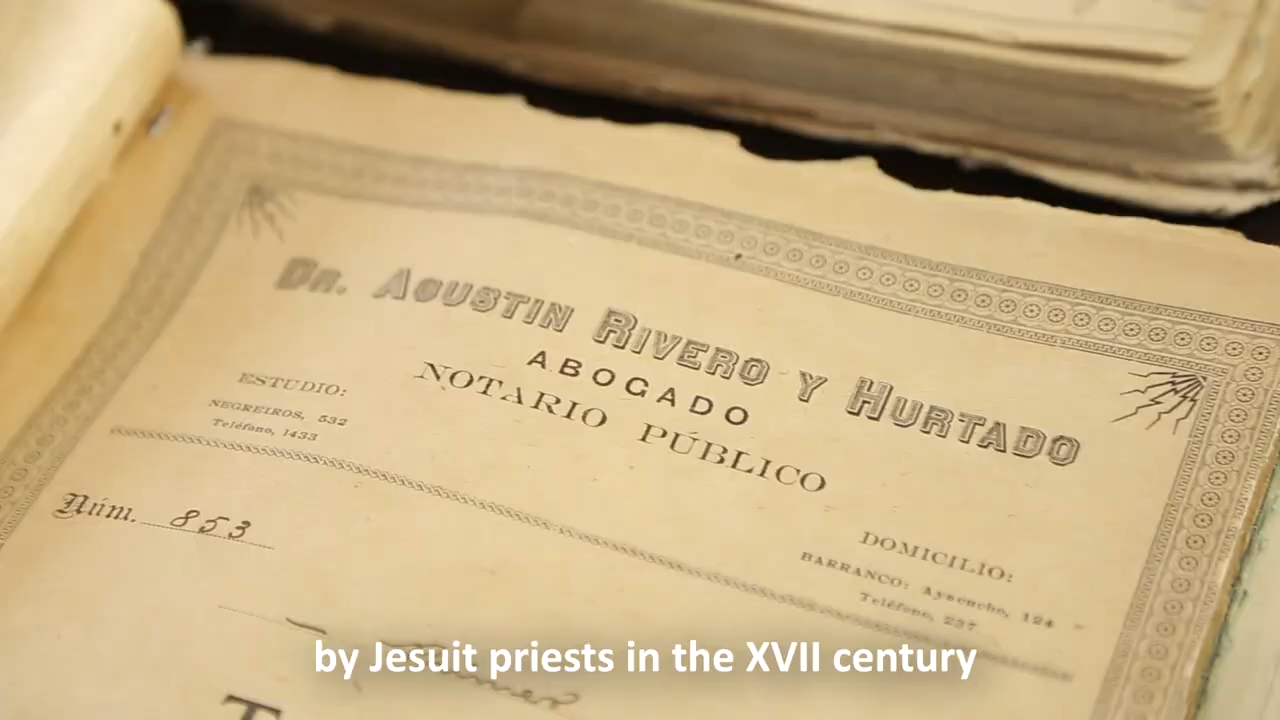 DR. AGUSTIN RIVERO Y HURTADO
ABOGADO
NOTARIO PÚBLICO
ESTUDIO:
NEGREIROS, 532
Teléfono, 1433
DOMICILIO:
BARRANCO: Ayacucho, 124
Teléfono, 237
Núm. 853
by Jesuit priests in the XVII century